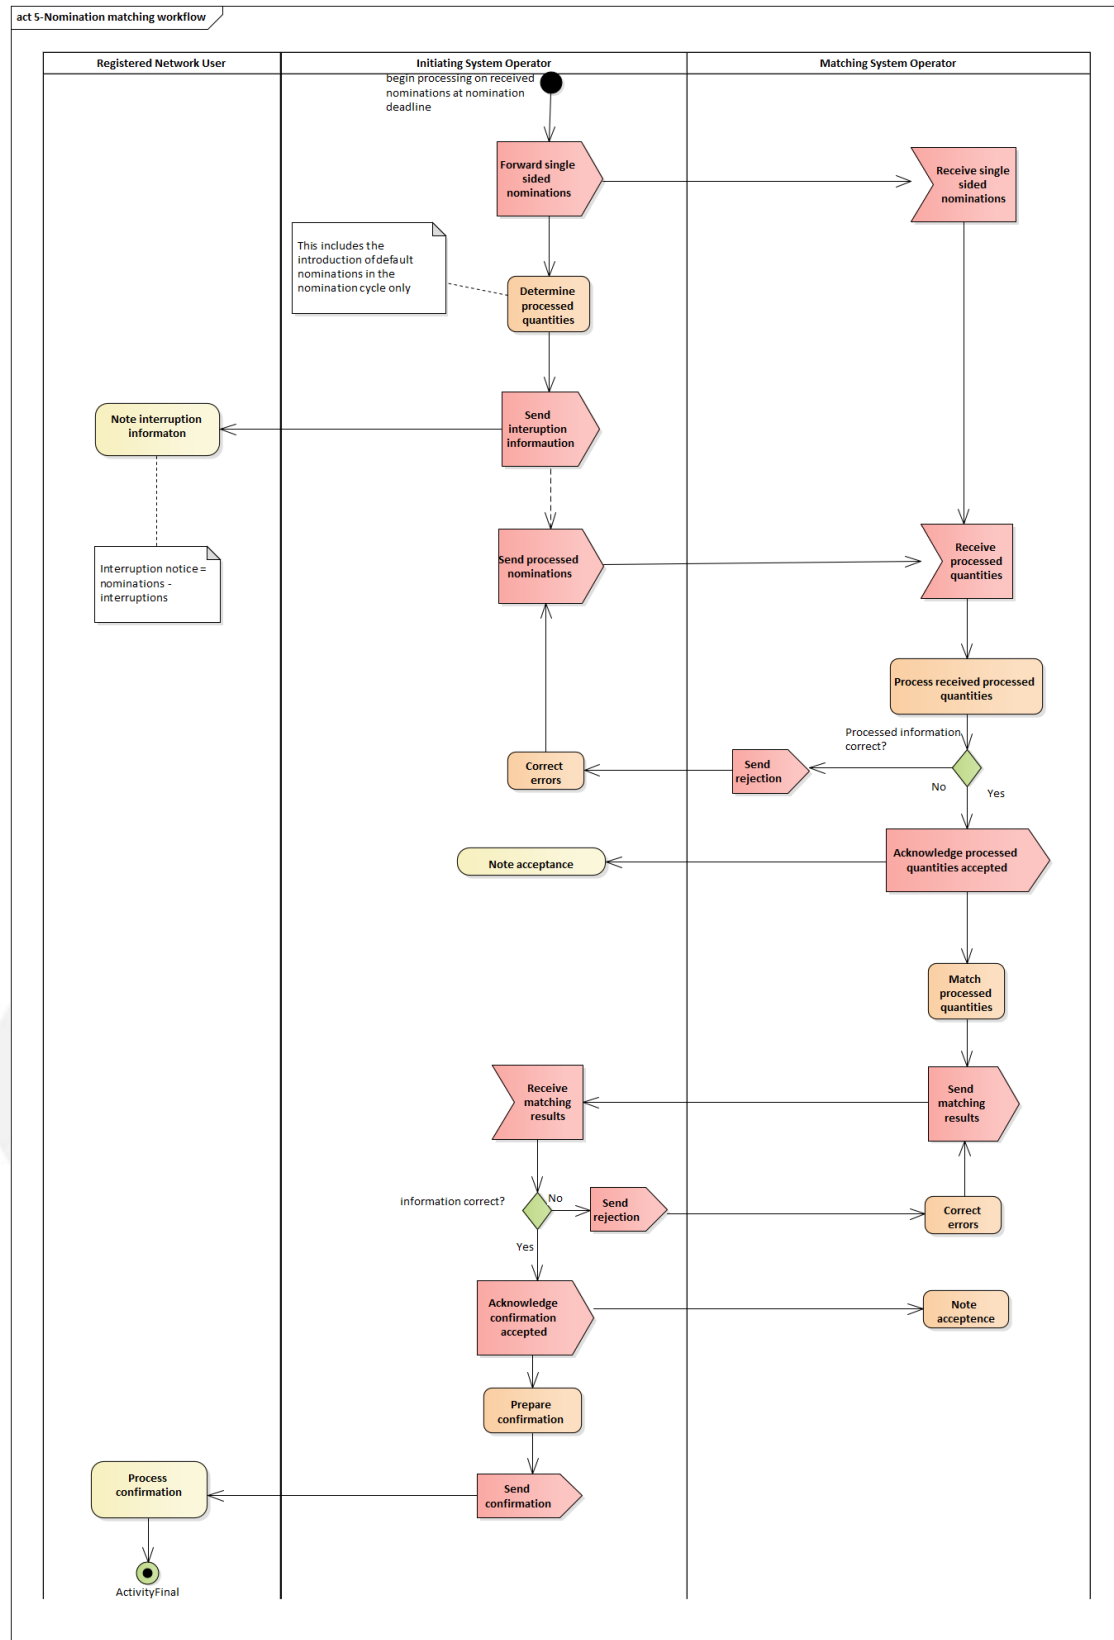 act 5-Nomination matching workflow
Registered Network User
Initiating System Operator
Matching System Operator
begin processing on received
nominations at nomination
deadline
Forward single
sided
nominations
Receive single
sided
nominations
This includes the
introduction of default
nominations in the
nomination cycle only
Determine
processed
quantities
Note interruption
informaton
Send
interuption
informaution
Interruption notice =
nominations -
interruptions
Send processed
nominations
Receive
processed
quantities
Process received processed
quantities
Processed information
correct?
No
Yes
Send
rejection
Correct
errors
Acknowledge processed
quantities accepted
Note acceptance
Match
processed
quantities
Receive
matching
results
Send
matching
results
information correct?
No
Yes
Send
rejection
Correct
errors
Acknowledge
confirmation
accepted
Note
acceptence
Prepare
confirmation
Process
confirmation
Send
confirmation
ActivityFinal